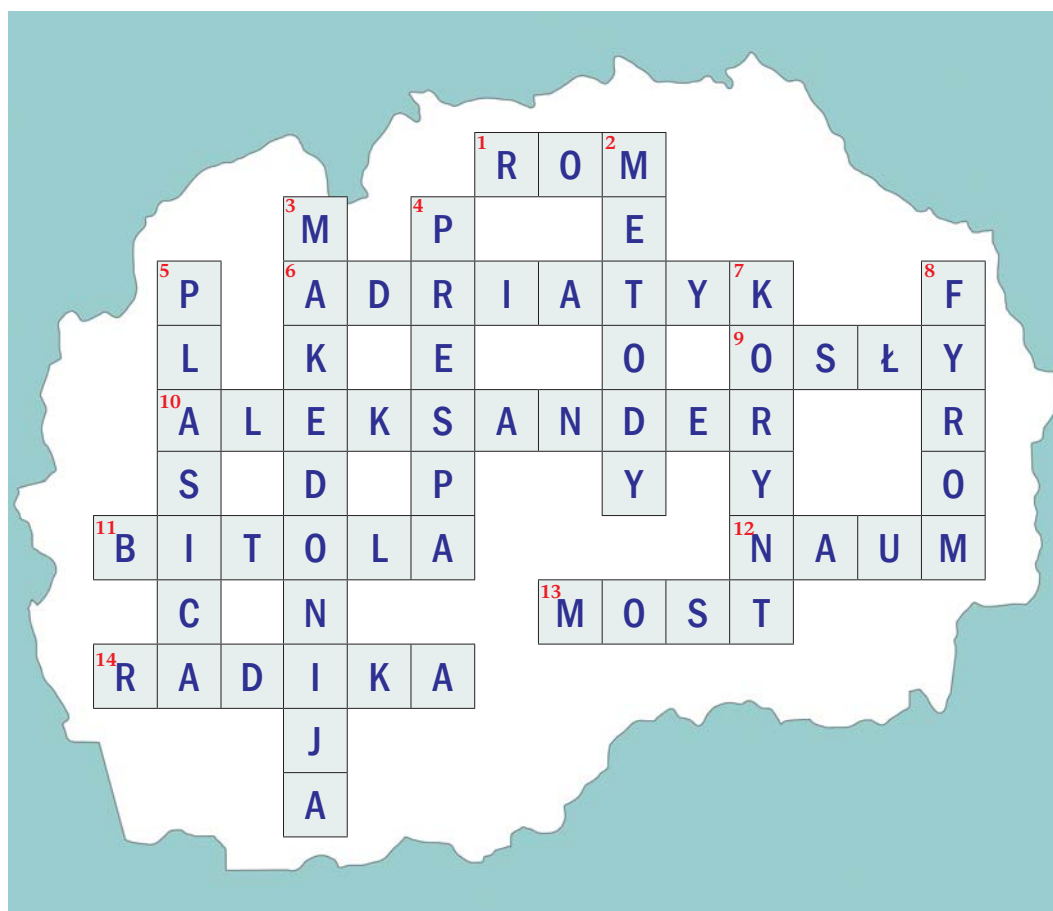 1 R O 2 M
3 M 4 P E
5 P 6 A D R I A T Y 7 K 8 F
L K E O 9 O S Ł Y
10 A L E K S A N D E R R
S D P Y Y O
11 B I T O L A 12 N A U M
C N 13 M O S T
14 R A D I K A
J
A